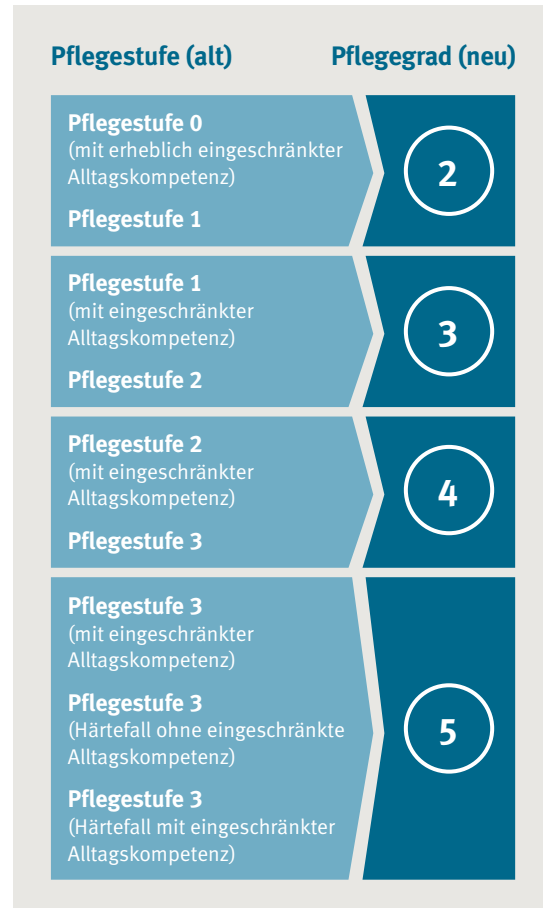 Pflegestufe (alt) Pflegegrad (neu)
Pflegestufe 0
(mit erheblich eingeschränkter
Alltagskompetenz)
Pflegestufe 1
2
Pflegestufe 1
(mit eingeschränkter
Alltagskompetenz)
Pflegestufe 2
3
Pflegestufe 2
(mit eingeschränkter
Alltagskompetenz)
Pflegestufe 3
4
Pflegestufe 3
(mit eingeschränkter
Alltagskompetenz)
Pflegestufe 3
(Härtefall ohne eingeschränkte
Alltagskompetenz)
Pflegestufe 3
(Härtefall mit eingeschränkter
Alltagskompetenz)
5